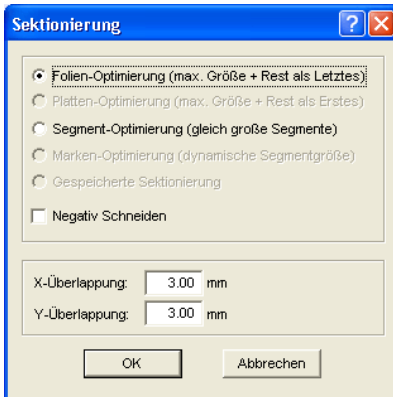 Sektionierung
Folien-Optimierung (max. Größe + Rest als Letztes)
Platten-Optimierung (max. Größe + Rest als Erstes)
Segment-Optimierung (gleich große Segmente)
Marken-Optimierung (dynamische Segmentgröße)
Gespeicherte Sektionierung
Negativ Schneiden
X-Überlappung: 3.00 mm
Y-Überlappung: 3.00 mm
OK Abbrechen